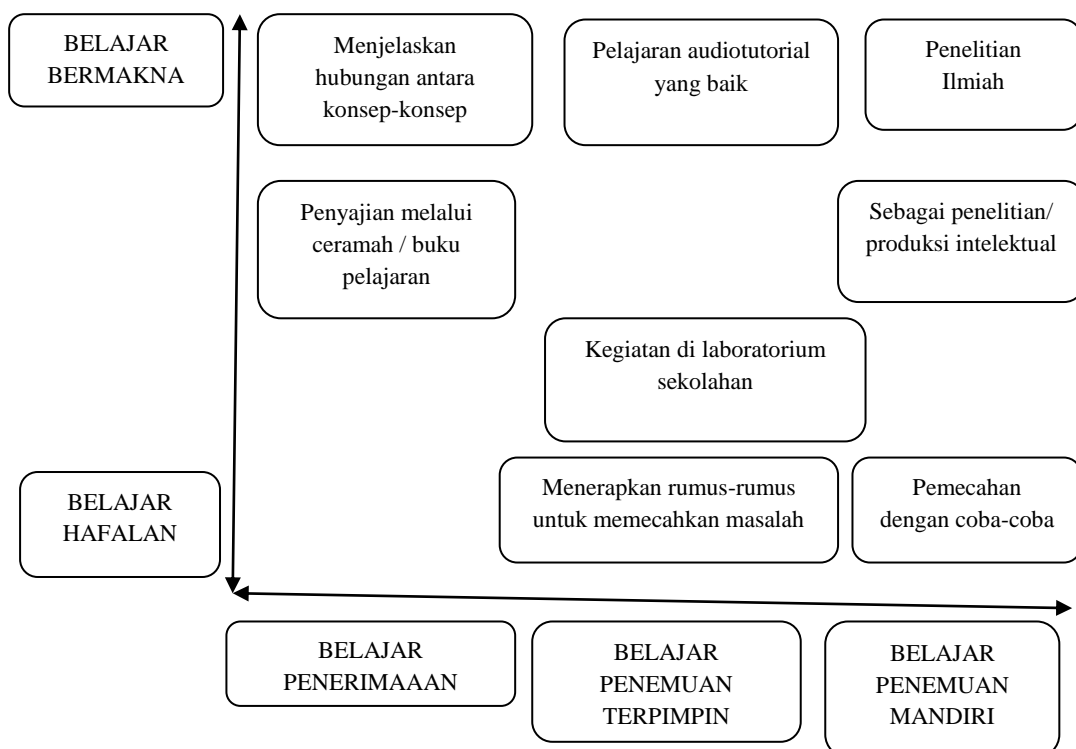 BELAJAR
BERMAKNA
Menjelaskan
hubungan antara
konsep-konsep
Pelajaran audiotutorial
yang baik
Penelitian
Ilmiah
Penyajian melalui
ceramah / buku
pelajaran
Sebagai penelitian/
produksi intelektual
Kegiatan di laboratorium
sekolahan
BELAJAR
HAFALAN
Menerapkan rumus-rumus
untuk memecahkan masalah
Pemecahan
dengan coba-coba
BELAJAR
PENERIMAAAN
BELAJAR
PENEMUAN
TERPIMPIN
BELAJAR
PENEMUAN
MANDIRI